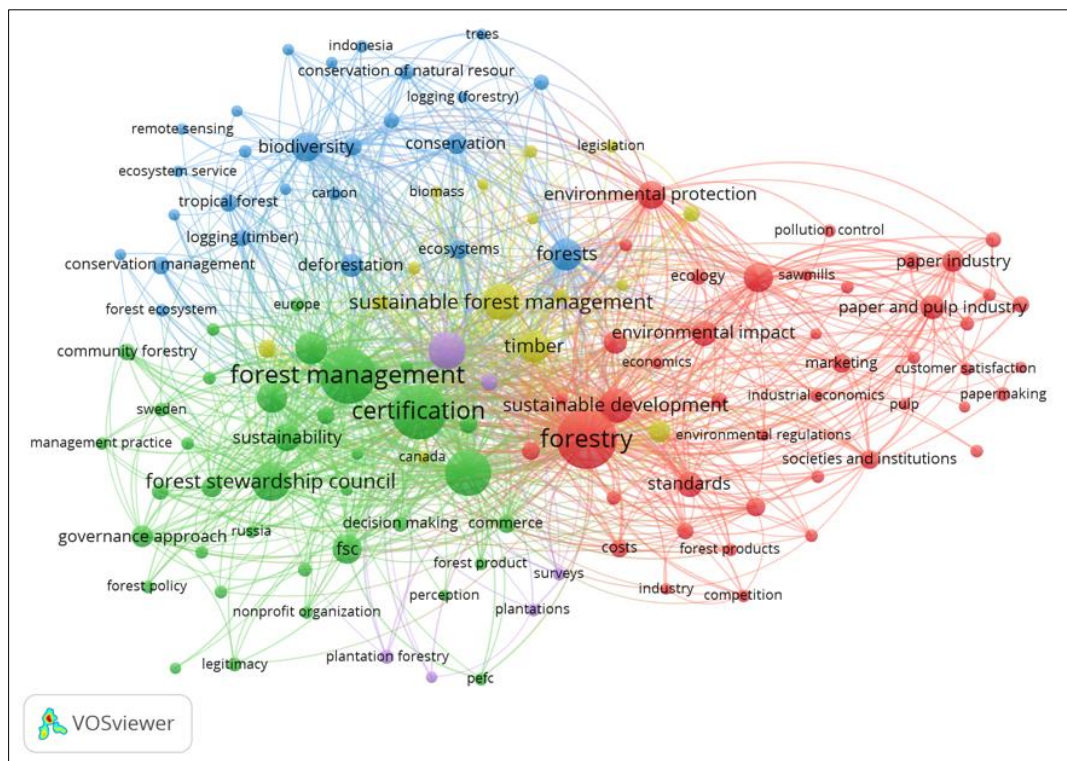 trees
indonesia
conservation of natural resour
logging (forestry)
remote sensing
biodiversity
conservation
legislation
ecosystem service
carbon
biomass
environmental protection
tropical forest
pollution control
logging (timber)
ecosystems
forests
conservation management
deforestation
ecology
sawmills
paper industry
forest ecosystem
europe
sustainable forest management
paper and pulp industry
environmental impact
community forestry
timber
economics
marketing
customer satisfaction
forest management
sweden
certification
sustainable development
industrial economics
pulp
papermaking
management practice
sustainability
forestry
environmental regulations
canada
societies and institutions
forest stewardship council
standards
governance approach
russia
decision making
commerce
fsc
costs
forest products
forest product
surveys
forest policy
perception
industry
competition
nonprofit organization
plantations
legitimacy
plantation forestry
pefc
VOSviewer